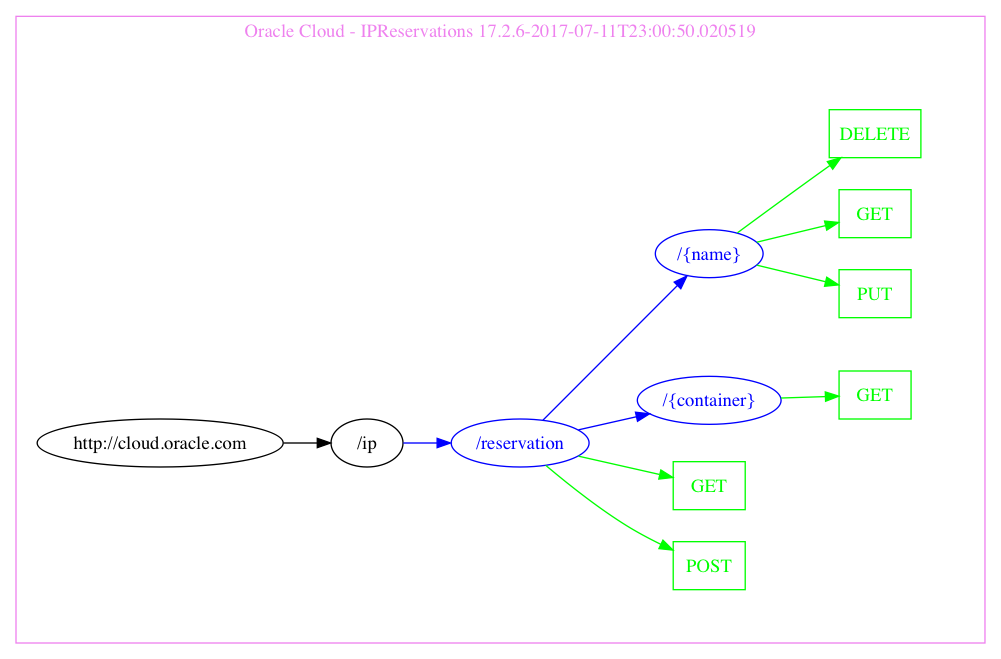 Oracle Cloud - IPReservations 17.2.6-2017-07-11T23:00:50.020519
DELETE
GET
/{name}
PUT
GET
/{container}
http://cloud.oracle.com
/ip
/reservation
GET
POST